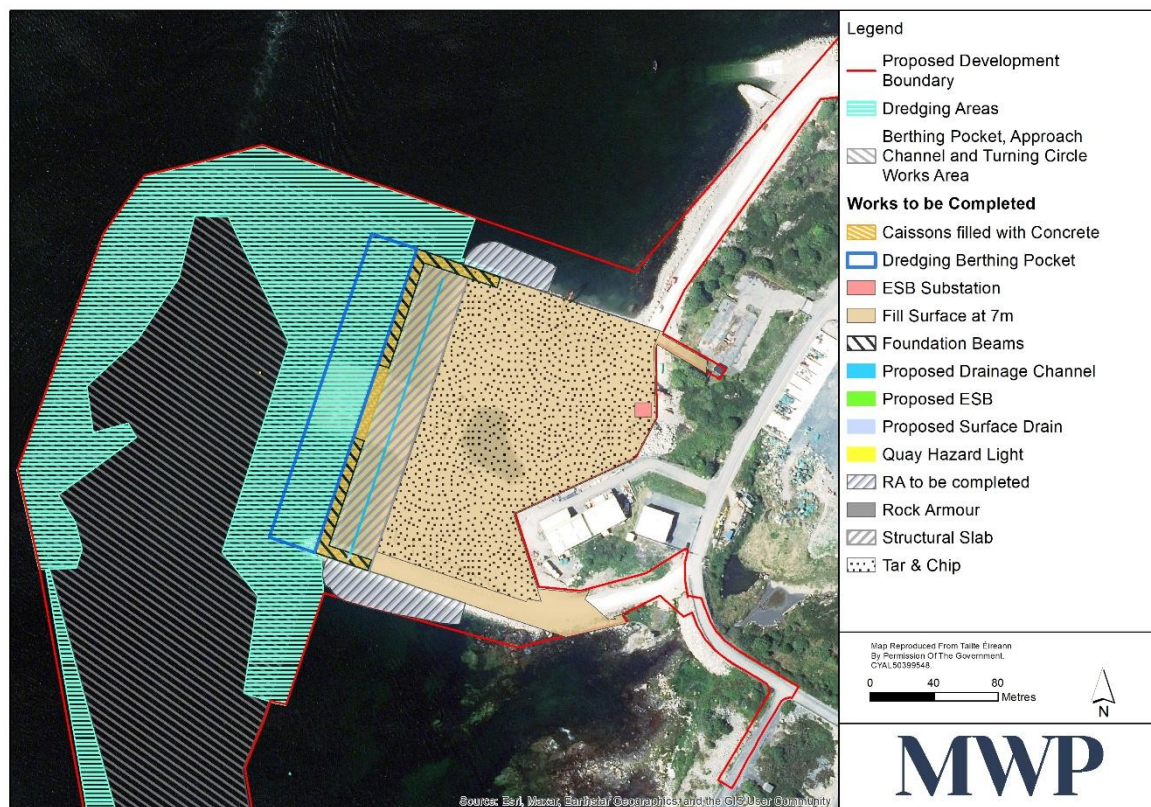 Legend
Proposed Development
Boundary
Dredging Areas
Berthing Pocket, Approach
Channel and Turning Circle
Works Area
Works to be Completed
Caissons filled with Concrete
Dredging Berthing Pocket
ESB Substation
Fill Surface at 7m
Foundation Beams
Proposed Drainage Channel
Proposed ESB
Proposed Surface Drain
Quay Hazard Light
RA to be completed
Rock Armour
Structural Slab
Tar & Chip
Map Reproduced From Tailte Éireann
By Permission Of The Government.
CYAL50399548.
0 40 80
Metres
N
MWP
Source: Esri, Maxar, Earthstar Geographics, and the GIS User Community